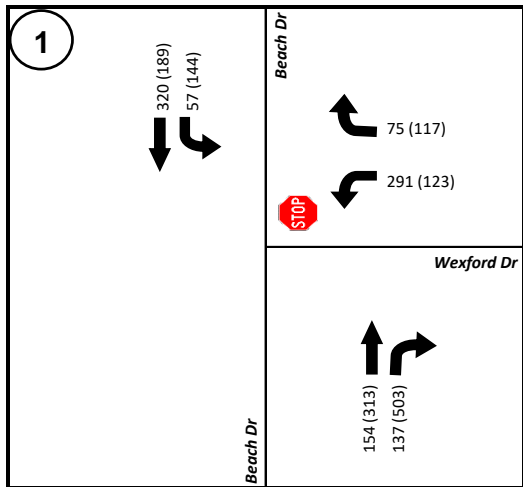 1
320 (189)
57 (144)
Beach Dr
75 (117)
291 (123)
STOP
Wexford Dr
154 (313)
137 (503)
Beach Dr